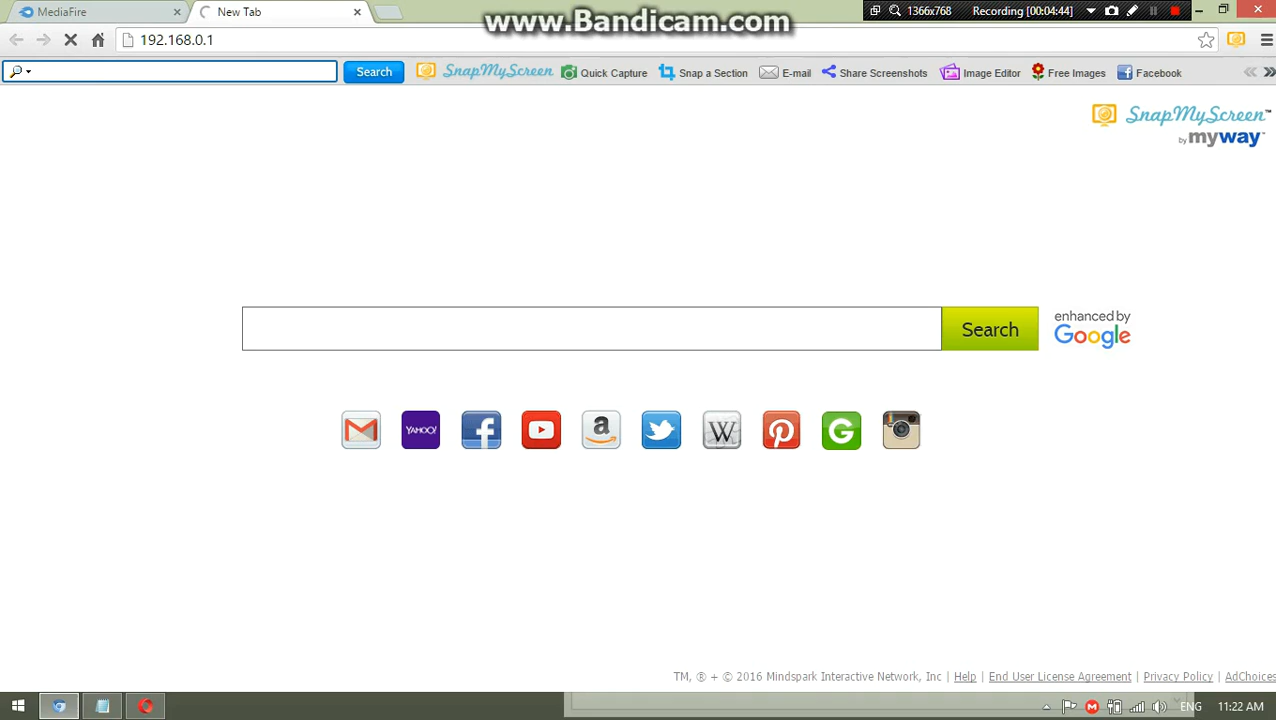 MediaFire
New Tab
www.Bandicam.com
1366x768
Recording [00:04:44]
192.168.0.1
Search
SnapMyScreen
Quick Capture
Snap a Section
E-mail
Share Screenshots
Image Editor
Free Images
Facebook
SnapMyScreen™
by myway™
Search
enhanced by
Google
YAHOO!
a
W
G
TM, ® + © 2016 Mindspark Interactive Network, Inc | Help | End User License Agreement | Privacy Policy | AdChoices
ENG
11:22 AM